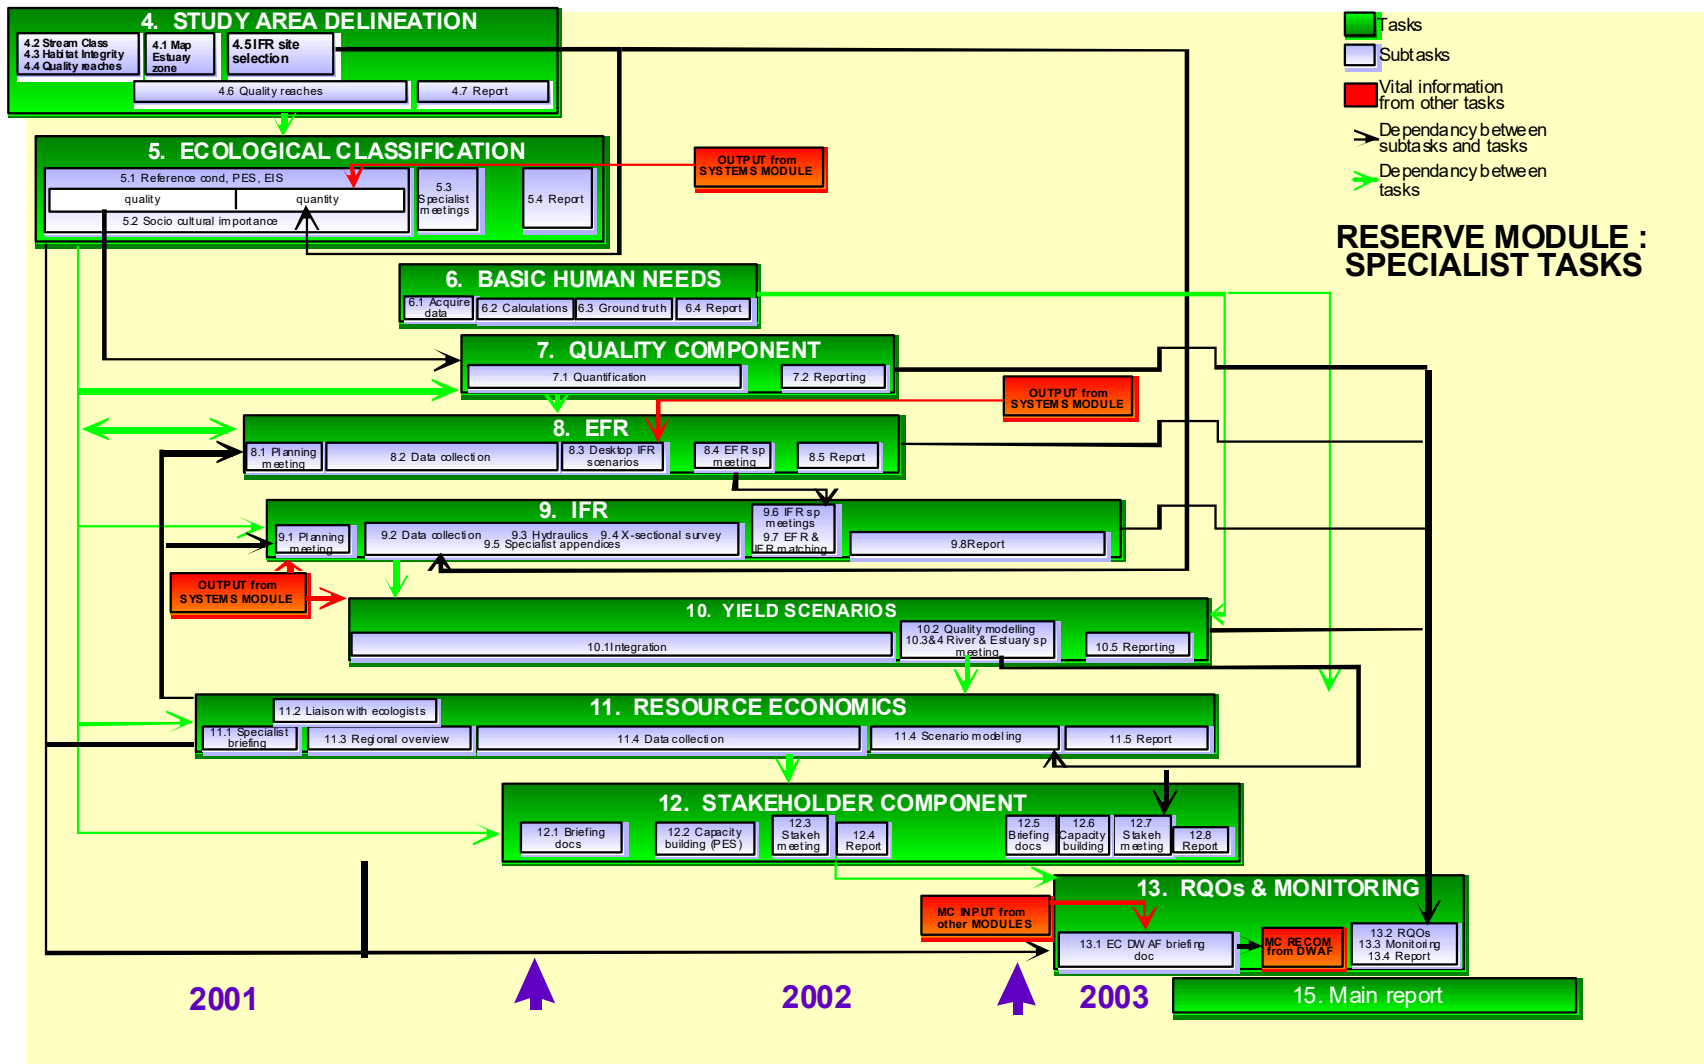 4. STUDY AREA DELINEATION
4.2 Stream Class
4.3 Habitat Integrity
4.4 Quality reaches
4.1 Map
Estuary
zone
4.5 IFR site
selection
4.6 Quality reaches
4.7 Report
Tasks
Subtasks
Vital information
from other tasks
Dependancy between
subtasks and tasks
Dependancy between
tasks
RESERVE MODULE :
SPECIALIST TASKS
5. ECOLOGICAL CLASSIFICATION
5.1 Reference cond, PES, EIS
quality
quantity
5.2 Socio cultural importance
5.3
Specialist
meetings
5.4 Report
OUTPUT from
SYSTEMS MODULE
6. BASIC HUMAN NEEDS
6.1 Acquire
data
6.2 Calculations
6.3 Ground truth
6.4 Report
7. QUALITY COMPONENT
7.1 Quantification
7.2 Reporting
OUTPUT from
SYSTEMS MODULE
8. EFR
8.1 Planning
meeting
8.2 Data collection
8.3 Desktop IFR
scenarios
8.4 EFR sp
meeting
8.5 Report
9. IFR
9.1 Planning
meeting
9.2 Data collection
9.3 Hydraulics
9.4 X-sectional survey
9.5 Specialist appendices
9.6 IFR sp
meetings
9.7 EFR &
IFR matching
9.8Report
OUTPUT from
SYSTEMS MODULE
10. YIELD SCENARIOS
10.1Integration
10.2 Quality modelling
10.3&4 River & Estuary sp
meeting
10.5 Reporting
11. RESOURCE ECONOMICS
11.2 Liaison with ecologists
11.1 Specialist
briefing
11.3 Regional overview
11.4 Data collection
11.4 Scenario modeling
11.5 Report
12. STAKEHOLDER COMPONENT
12.1 Briefing
docs
12.2 Capacity
building (PES)
12.3
Stakeh
meeting
12.4
Report
12.5
Briefing
docs
12.6
Capacity
building
12.7
Stakeh
meeting
12.8
Report
13. RQOs & MONITORING
MC INPUT from
other MODULES
13.1 EC DWAF briefing
doc
MC RECOM
from DWAF
13.2 RQOs
13.3 Monitoring
13.4 Report
2001
2002
2003
15. Main report